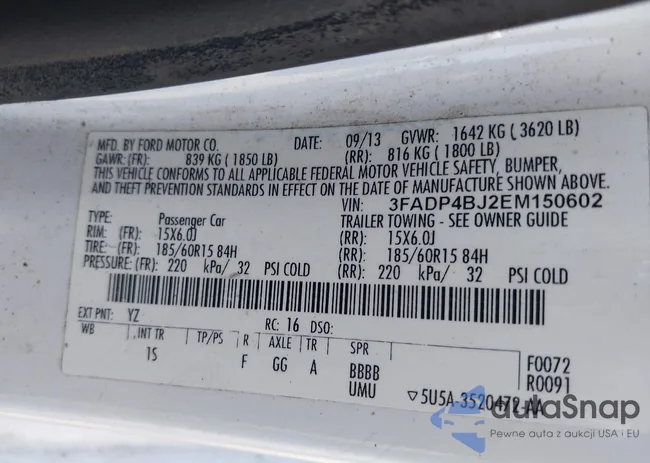 MFD. BY FORD MOTOR CO. DATE: 09/13 GVWR: 1642 KG ( 3620 LB)
GAWR: (FR): 839 KG ( 1850 LB) (RR): 816 KG ( 1800 LB)
THIS VEHICLE CONFORMS TO ALL APPLICABLE FEDERAL MOTOR VEHICLE SAFETY, BUMPER,
AND THEFT PREVENTION STANDARDS IN EFFECT ON THE DATE OF MANUFACTURE SHOWN ABOVE.
VIN: 3FADP4BJ2EM150602
TYPE: Passenger Car TRAILER TOWING - SEE OWNER GUIDE
RIM: (FR): 15X6.0J (RR): 15X6.0J
TIRE: (FR): 185/60R15 84H (RR): 185/60R15 84H
PRESSURE: (FR): 220 kPa/ 32 PSI COLD (RR): 220 kPa/ 32 PSI COLD
EXT PNT: YZ RC: 16 DSO:
WB INT TR TP/PS R AXLE TR SPR F0072
1S F GG A BBBB R0091
UMU ▽5U5A-3520472-AA
autaSnap
Pewne auta z aukcji USA i EU